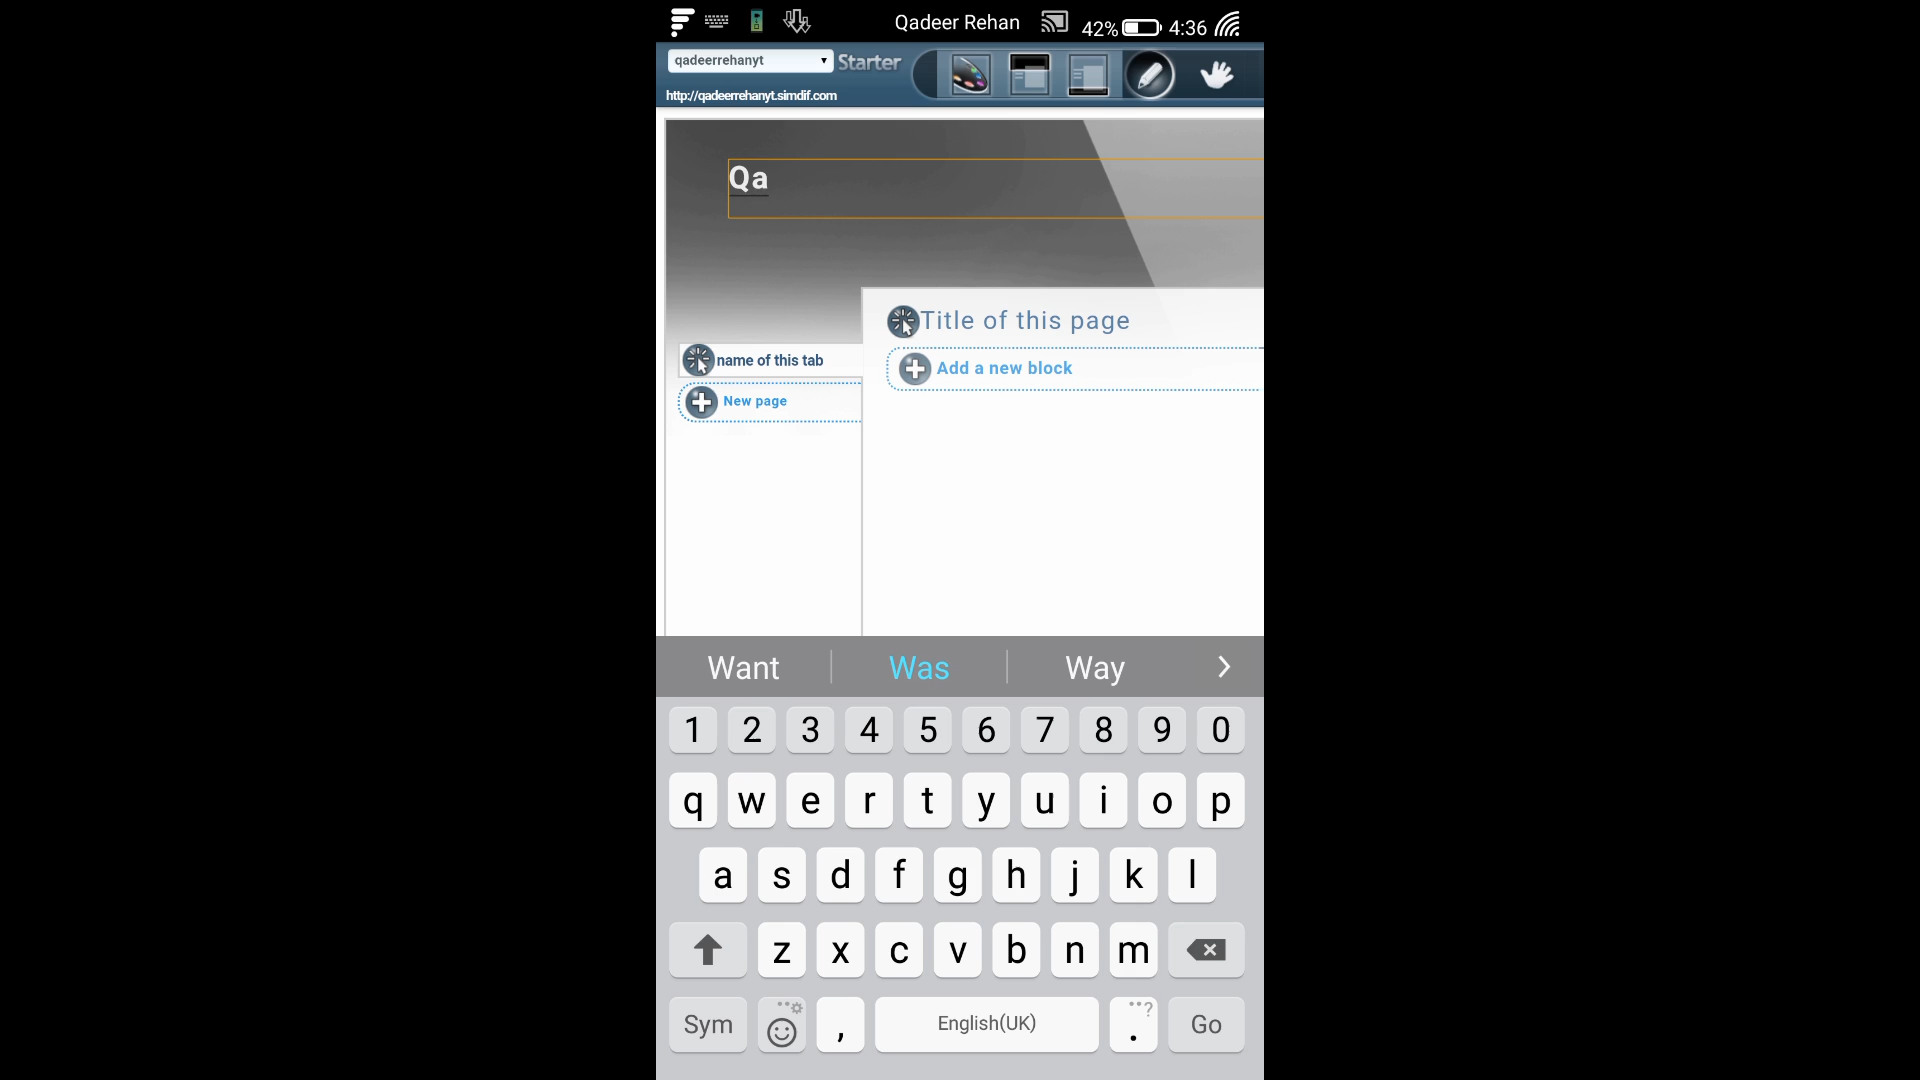 Qadeer Rehan 42% 4:36
qadeerrehanyt Starter
http://qadeerrehanyt.simdif.com
Qa
Title of this page
name of this tab
Add a new block
New page
Want Was Way
1 2 3 4 5 6 7 8 9 0
q w e r t y u i o p
a s d f g h j k l
z x c v b n m
Sym , English(UK) . ? Go